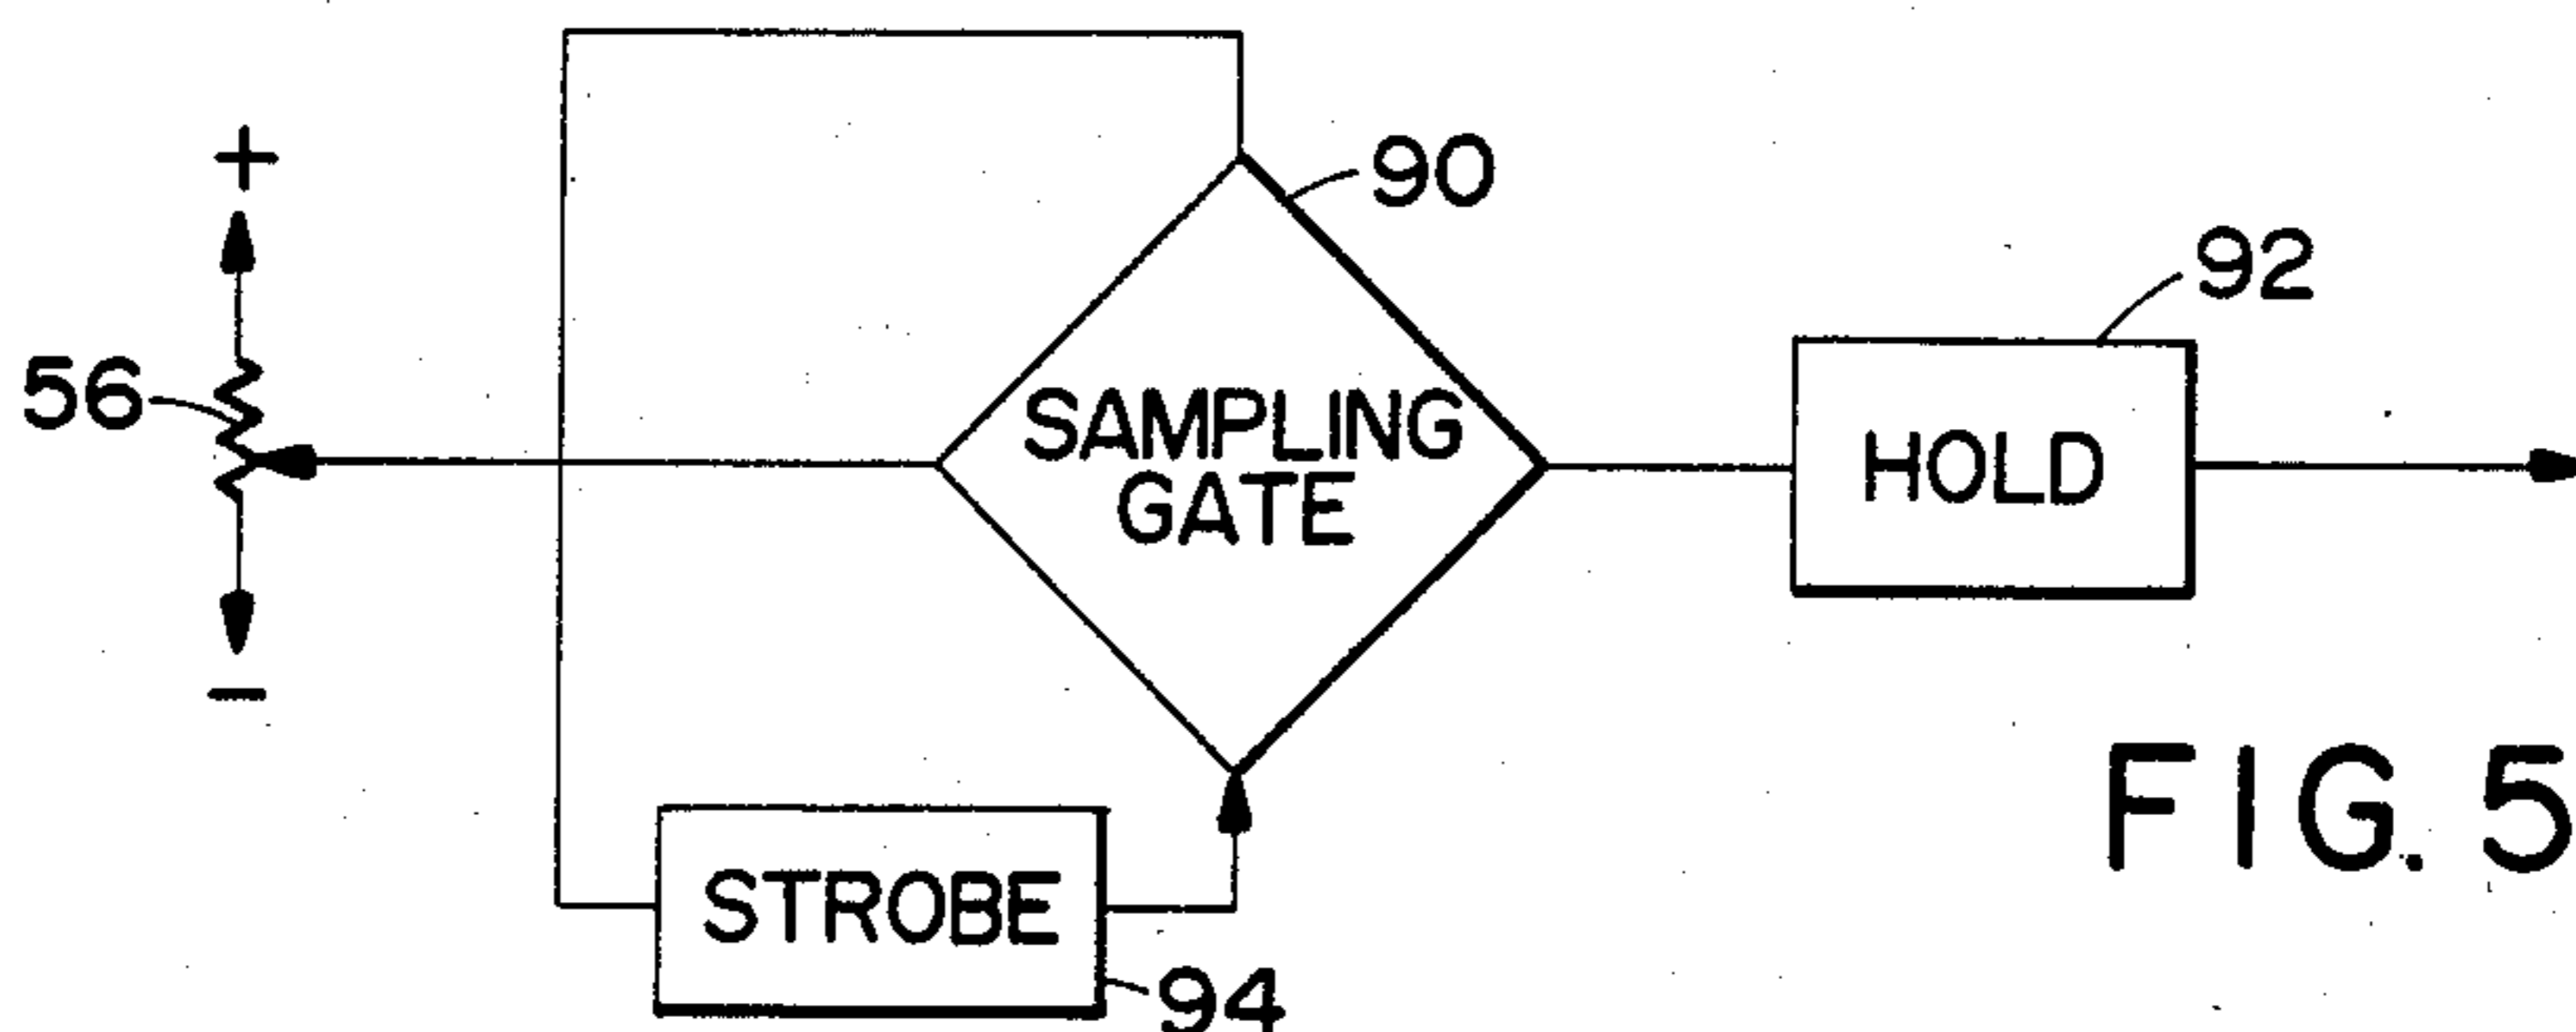 +
90
92
56
SAMPLING
GATE
HOLD
−
FIG. 5
STROBE
94